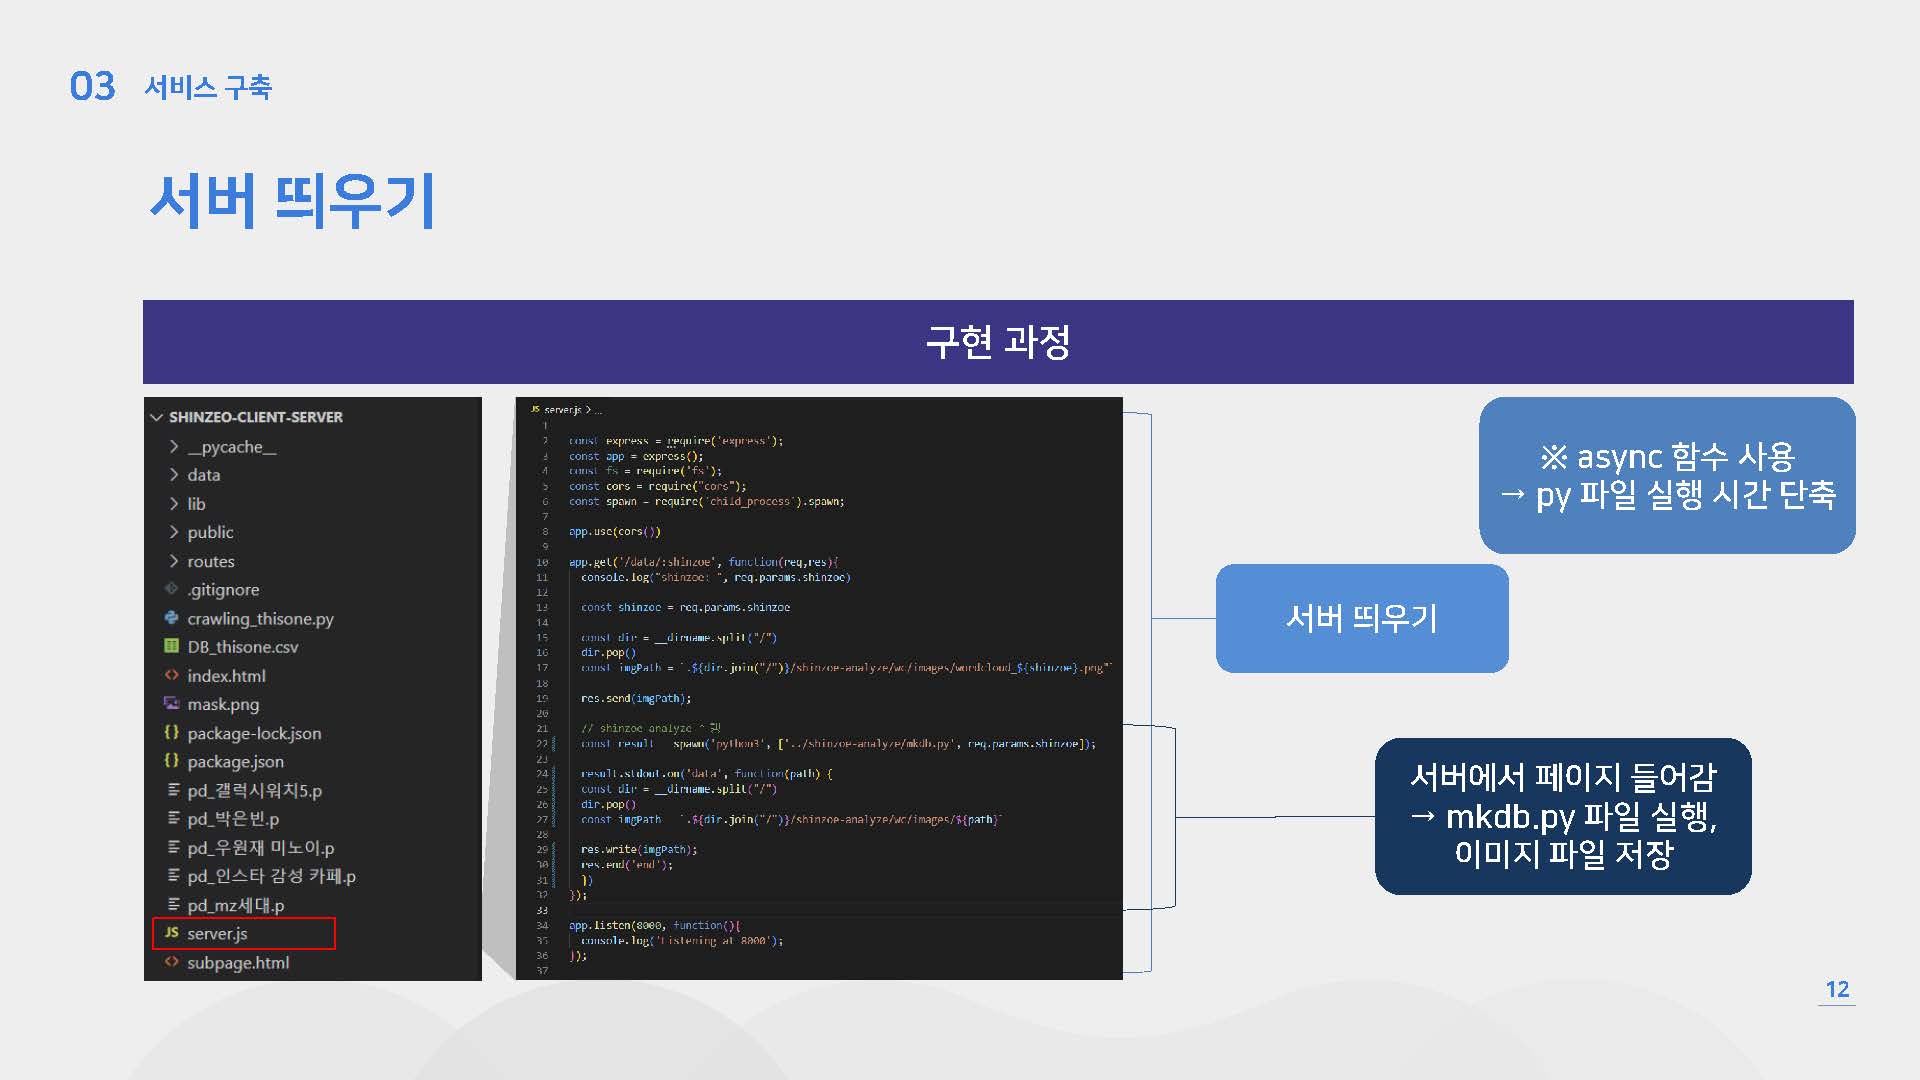 03 서비스 구축
서버 띄우기
구현 과정
SHINZEO-CLIENT-SERVER
__pycache__
data
lib
public
routes
.gitignore
crawling_thisone.py
DB_thisone.csv
index.html
mask.png
package-lock.json
package.json
pd_갤럭시워치5.p
pd_박은빈.p
pd_우원재 미노이.p
pd_인스타 감성 카페.p
pd_mz세대.p
JS server.js
subpage.html
JS server.js > ...
1
2 const express = require('express');
3 const app = express();
4 const fs = require('fs');
5 const cors = require("cors");
6 const spawn = require('child_process').spawn;
7
8 app.use(cors())
9
10 app.get('/data/:shinzoe', function(req,res){
11 console.log("shinzoe: ", req.params.shinzoe)
12
13 const shinzoe = req.params.shinzoe
14
15 const dir = __dirname.split("/")
16 dir.pop()
17 const imgPath = `.${dir.join("/")}/shinzoe-analyze/wc/images/wordcloud_${shinzoe}.png"`
18
19 res.send(imgPath);
20
21 // shinzoe analyze
22 const result = spawn('python3', ['../shinzoe-analyze/mkdb.py', req.params.shinzoe]);
23
24 result.stdout.on('data', function(path) {
25 const dir = __dirname.split("/")
26 dir.pop()
27 const imgPath = `.${dir.join("/")}/shinzoe-analyze/wc/images/${path}`
28
29 res.write(imgPath);
30 res.end('end');
31 })
32 });
33
34 app.listen(8000, function(){
35 console.log('Listening at 8000');
36 });
37
※ async 함수 사용
→ py 파일 실행 시간 단축
서버 띄우기
서버에서 페이지 들어감
→ mkdb.py 파일 실행,
이미지 파일 저장
12